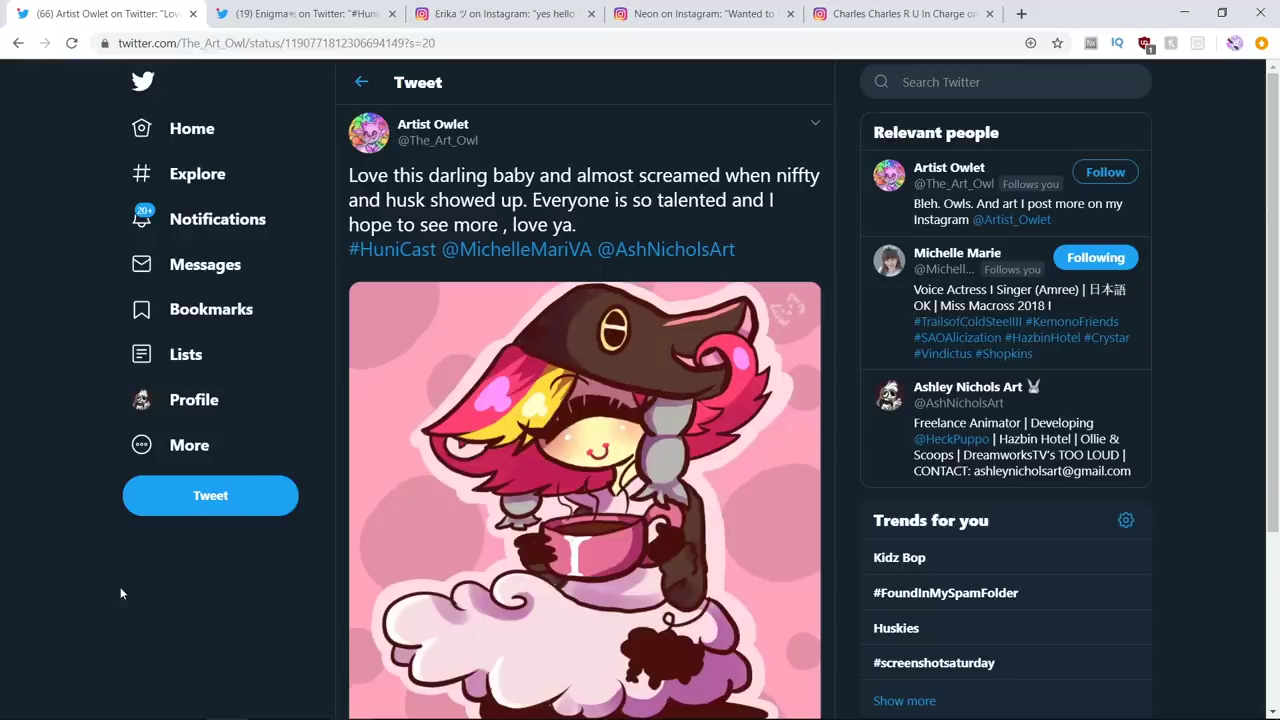 (66) Artist Owlet on Twitter: "Lov
(19) Enigma on Twitter: "#Huni
Erika ツ on Instagram: "yes hello
Neon on Instagram: "Wanted to
Charles Charles R U In Charge on
twitter.com/The_Art_Owl/status/1190771812306694149?s=20
Home
Explore
20+
Notifications
Messages
Bookmarks
Lists
Profile
More
Tweet
Tweet
Artist Owlet
@The_Art_Owl
Love this darling baby and almost screamed when niffty
and husk showed up. Everyone is so talented and I
hope to see more , love ya.
#HuniCast @MichelleMariVA @AshNicholsArt
Search Twitter
Relevant people
Artist Owlet
@The_Art_Owl Follows you
Follow
Bleh. Owls. And art I post more on my
Instagram @Artist_Owlet
Michelle Marie
@Michell... Follows you
Following
Voice Actress I Singer (Amree) | 日本語
OK | Miss Macross 2018 I
#TrailsofColdSteelIII #KemonoFriends
#SAOAlicization #HazbinHotel #Crystar
#Vindictus #Shopkins
Ashley Nichols Art
@AshNicholsArt
Freelance Animator | Developing
@HeckPuppo | Hazbin Hotel | Ollie &
Scoops | DreamworksTV's TOO LOUD |
CONTACT: ashleynicholsart@gmail.com
Trends for you
Kidz Bop
#FoundInMySpamFolder
Huskies
#screenshotsaturday
Show more